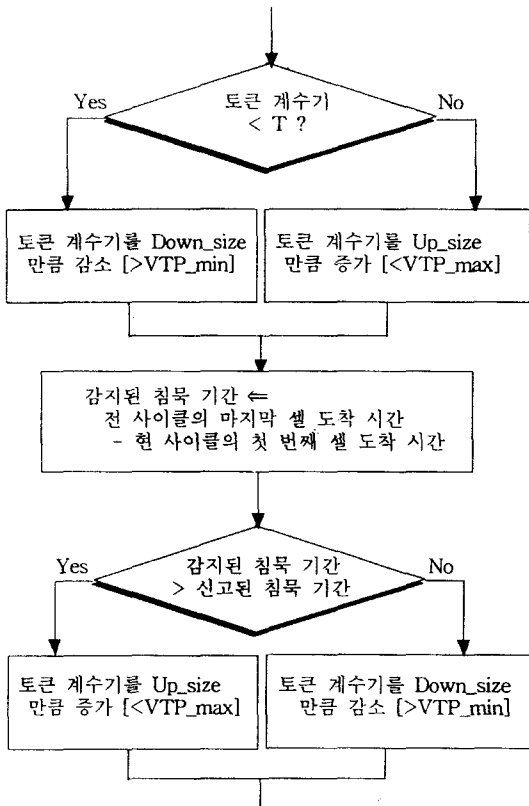 토큰 계수기
< T ?
Yes
No
토큰 계수기를 Down_size
만큼 감소 [>VTP_min]
토큰 계수기를 Up_size
만큼 증가 [<VTP_max]
감지된 침묵 기간 ⇐
전 사이클의 마지막 셀 도착 시간
- 현 사이클의 첫 번째 셀 도착 시간
감지된 침묵 기간
> 신고된 침묵 기간
Yes
No
토큰 계수기를 Up_size
만큼 증가 [<VTP_max]
토큰 계수기를 Down_size
만큼 감소 [>VTP_min]